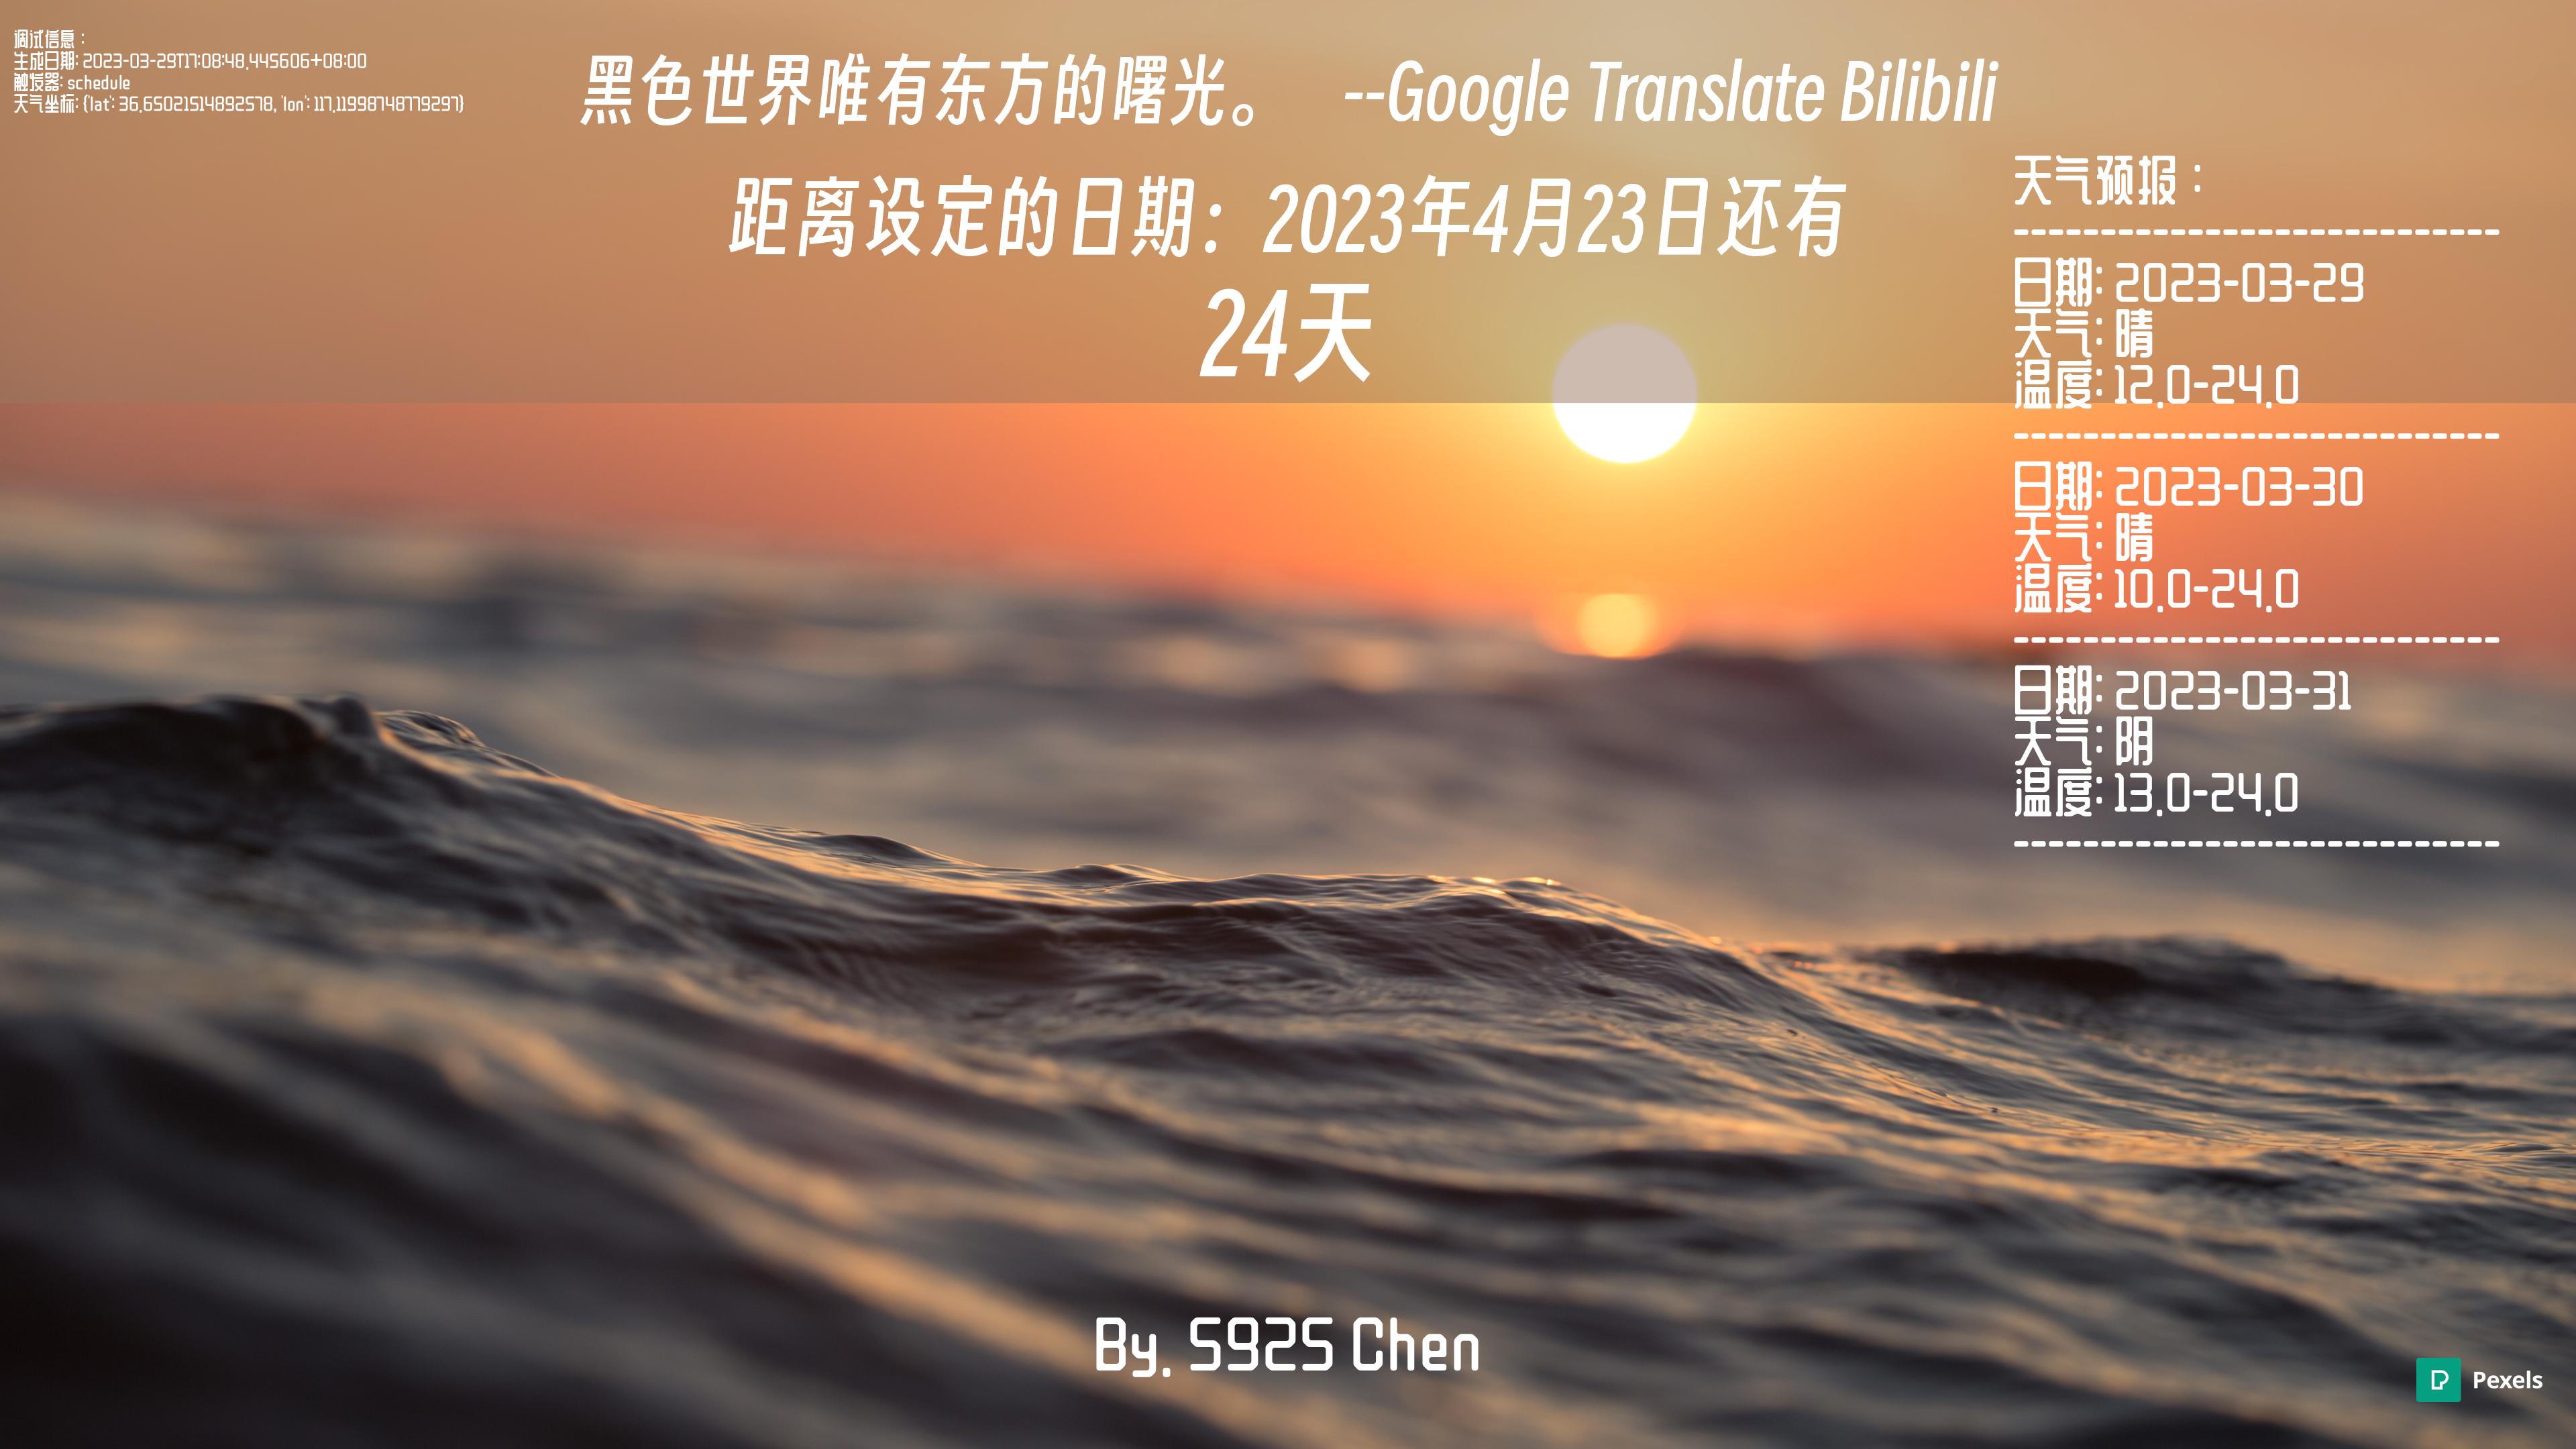 调试信息：
生成日期: 2023-03-29T17:08:48.445606+08:00
触发器: schedule
天气坐标: {'lat': 36.65021514892578, 'lon': 117.11998748779297}
黑色世界唯有东方的曙光。 --Google Translate Bilibili
距离设定的日期：2023年4月23日还有
24天
天气预报：
----------------------------
日期: 2023-03-29
天气: 晴
温度: 12.0-24.0
----------------------------
日期: 2023-03-30
天气: 晴
温度: 10.0-24.0
----------------------------
日期: 2023-03-31
天气: 阴
温度: 13.0-24.0
----------------------------
By. S925 Chen
Pexels